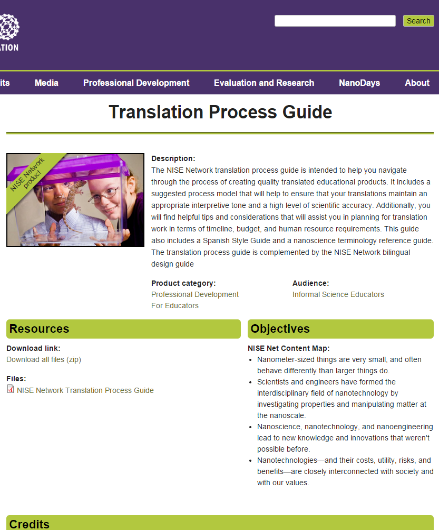 ATION
Search
its Media Professional Development Evaluation and Research NanoDays About
Translation Process Guide
NISE Network
product
Description:
The NISE Network translation process guide is intended to help you navigate
through the process of creating quality translated educational products. It includes a
suggested process model that will help to ensure that your translations maintain an
appropriate interpretive tone and a high level of scientific accuracy. Additionally, you
will find helpful tips and considerations that will assist you in planning for translation
work in terms of timeline, budget, and human resource requirements. This guide
also includes a Spanish Style Guide and a nanoscience terminology reference guide.
The translation process guide is complemented by the NISE Network bilingual
design guide
Product category:
Professional Development
For Educators
Audience:
Informal Science Educators
Resources
Download link:
Download all files (zip)
Files:
NISE Network Translation Process Guide
Objectives
NISE Net Content Map:
• Nanometer-sized things are very small, and often
behave differently than larger things do.
• Scientists and engineers have formed the
interdisciplinary field of nanotechnology by
investigating properties and manipulating matter at
the nanoscale.
• Nanoscience, nanotechnology, and nanoengineering
lead to new knowledge and innovations that weren't
possible before.
• Nanotechnologies—and their costs, utility, risks, and
benefits—are closely interconnected with society and
with our values.
Credits